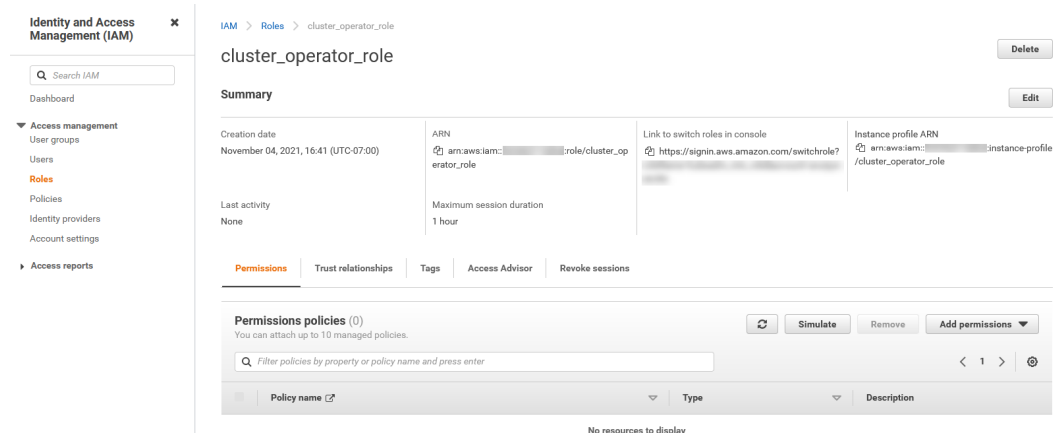 Identity and Access
Management (IAM)
Search IAM
Dashboard
Access management
User groups
Users
Roles
Policies
Identity providers
Account settings
Access reports
IAM > Roles > cluster_operator_role
cluster_operator_role
Delete
Summary
Edit
Creation date
November 04, 2021, 16:41 (UTC-07:00)
ARN
arn:aws:iam:: :role/cluster_op
erator_role
Link to switch roles in console
https://signin.aws.amazon.com/switchrole?
Instance profile ARN
arn:aws:iam:: :instance-profile
/cluster_operator_role
Last activity
None
Maximum session duration
1 hour
Permissions Trust relationships Tags Access Advisor Revoke sessions
Permissions policies (0)
You can attach up to 10 managed policies.
Simulate Remove Add permissions
Filter policies by property or policy name and press enter
< 1 >
Policy name Type Description
No resources to display